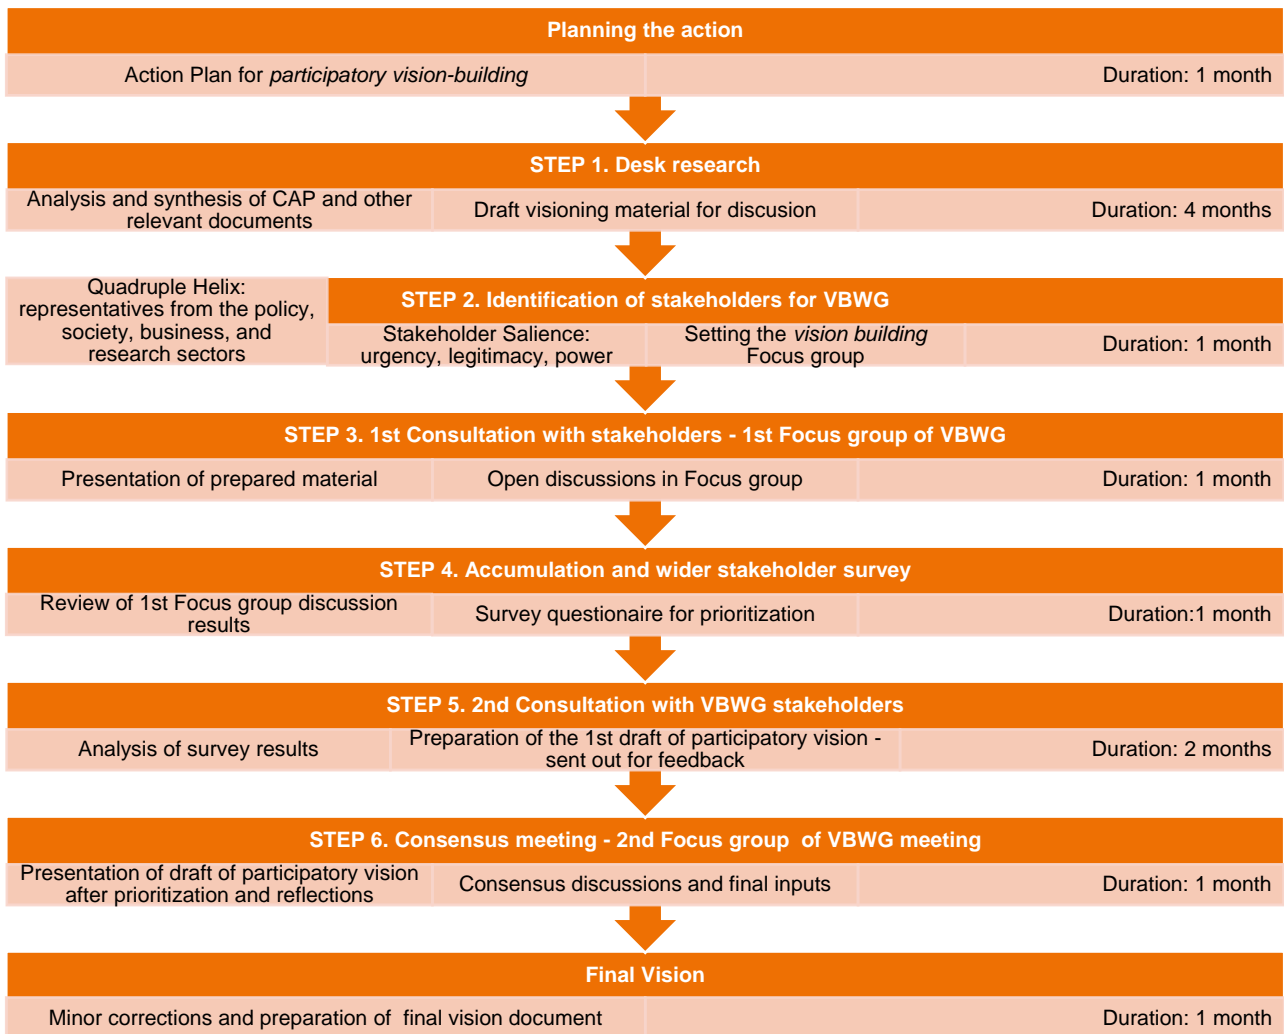 Planning the action
Action Plan for participatory vision-building
Duration: 1 month
STEP 1. Desk research
Analysis and synthesis of CAP and other
relevant documents
Draft visioning material for discusion
Duration: 4 months
Quadruple Helix:
representatives from the policy,
society, business, and
research sectors
STEP 2. Identification of stakeholders for VBWG
Stakeholder Salience:
urgency, legitimacy, power
Setting the vision building
Focus group
Duration: 1 month
STEP 3. 1st Consultation with stakeholders - 1st Focus group of VBWG
Presentation of prepared material
Open discussions in Focus group
Duration: 1 month
STEP 4. Accumulation and wider stakeholder survey
Review of 1st Focus group discussion
results
Survey questionaire for prioritization
Duration:1 month
STEP 5. 2nd Consultation with VBWG stakeholders
Analysis of survey results
Preparation of the 1st draft of participatory vision -
sent out for feedback
Duration: 2 months
STEP 6. Consensus meeting - 2nd Focus group  of VBWG meeting
Presentation of draft of participatory vision
after prioritization and reflections
Consensus discussions and final inputs
Duration: 1 month
Final Vision
Minor corrections and preparation of  final vision document
Duration: 1 month